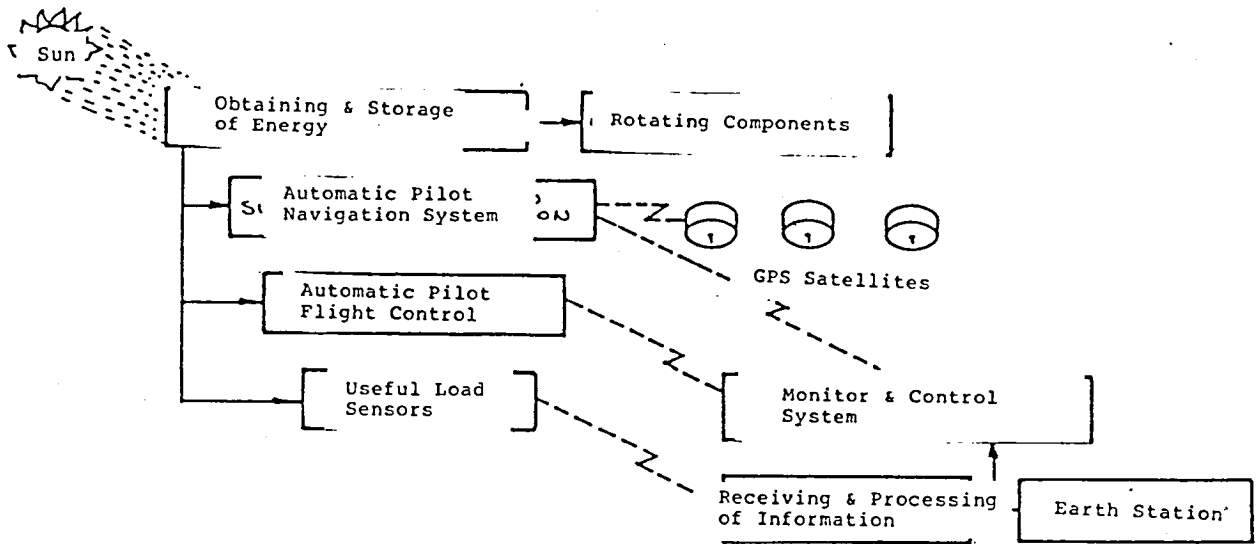 Sun
Obtaining & Storage
of Energy
Rotating Components
Automatic Pilot
Navigation System
GPS Satellites
Automatic Pilot
Flight Control
Useful Load
Sensors
Monitor & Control
System
Receiving & Processing
of Information
Earth Station